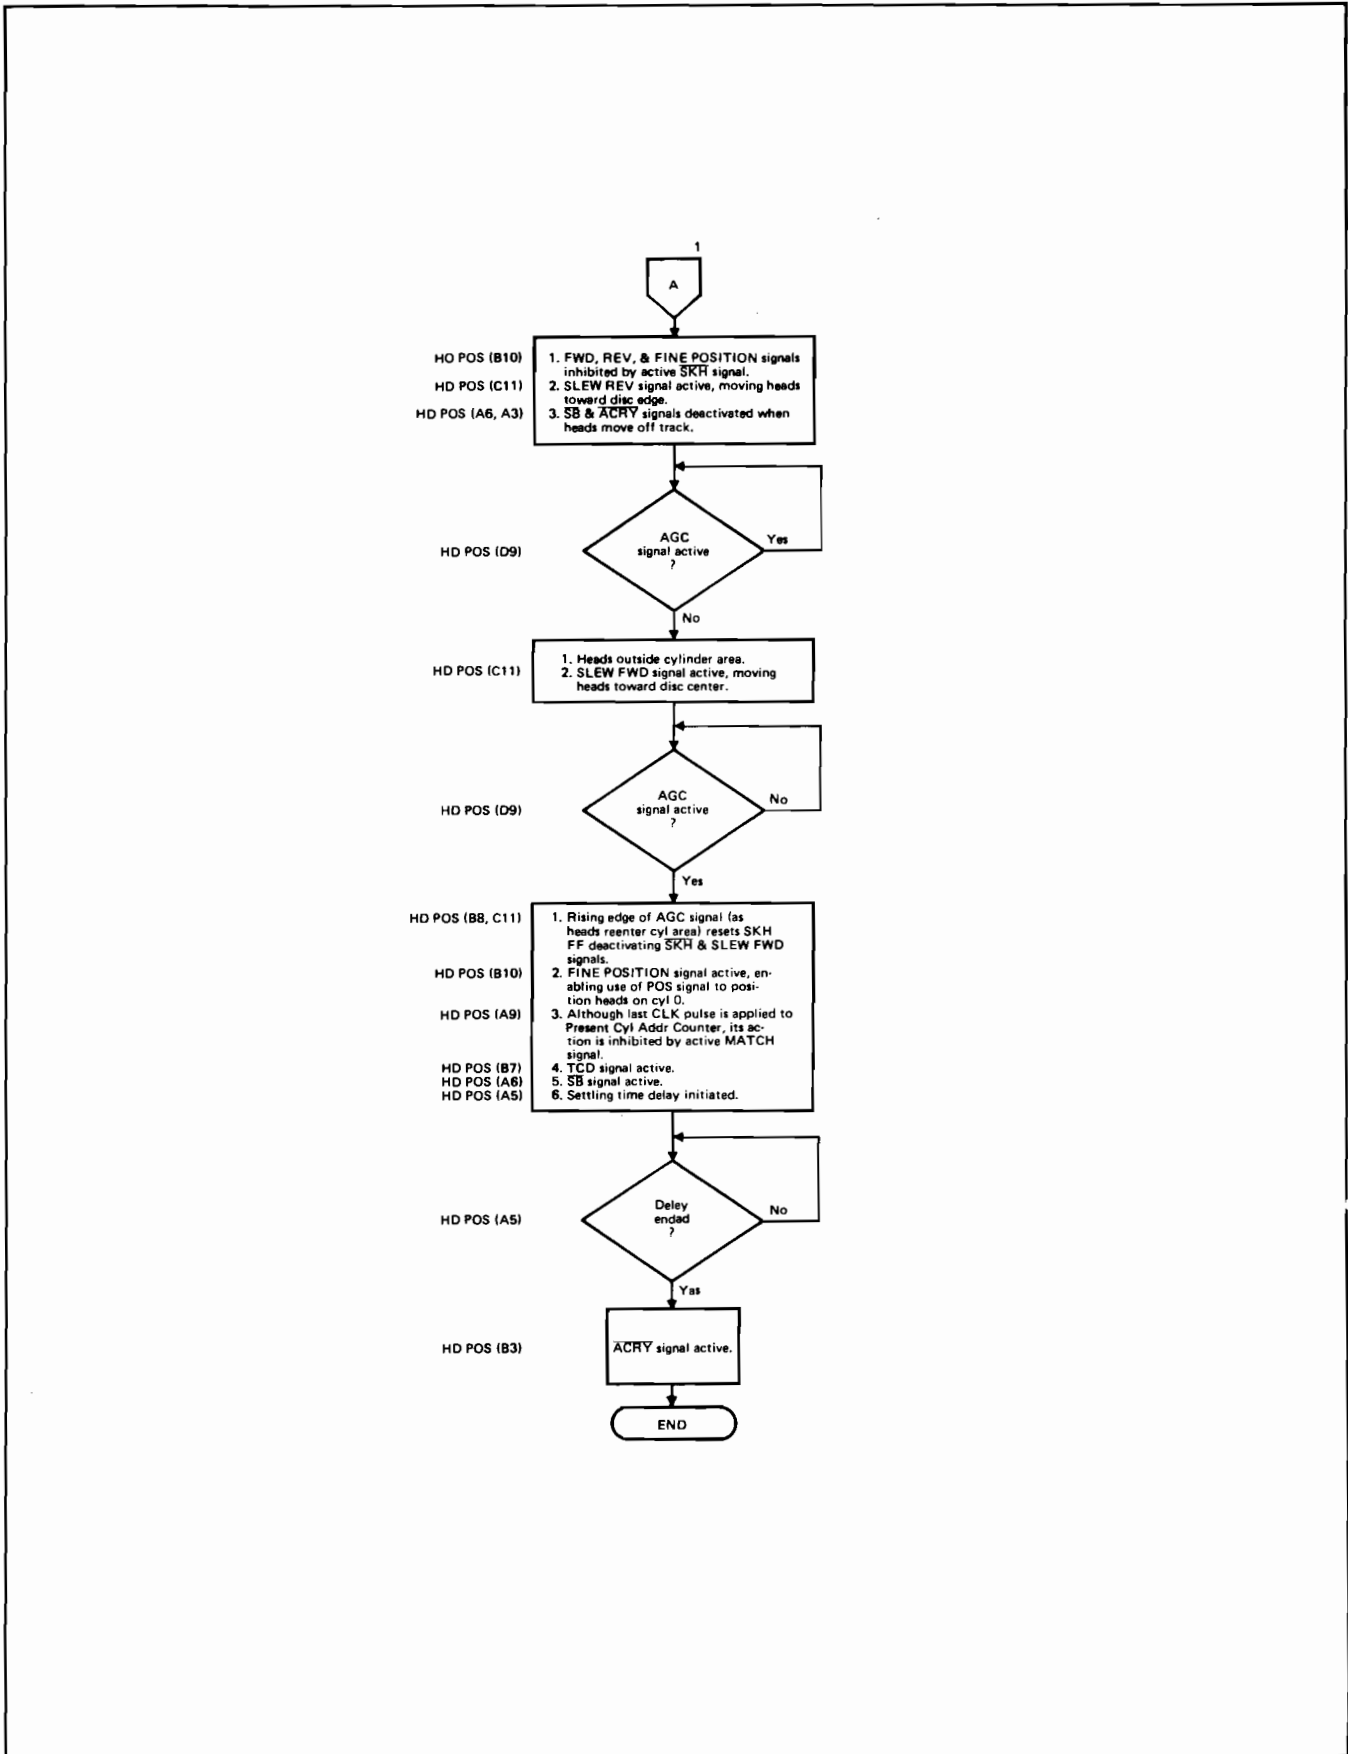 1
A
HO POS (B10)
1. FWD, REV, & FINE POSITION signals
inhibited by active S̅K̅H̅ signal.
HD POS (C11)
2. SLEW REV signal active, moving heads
toward disc edge.
HD POS (A6, A3)
3. S̅B̅ & A̅C̅R̅Y̅ signals deactivated when
heads move off track.
HD POS (D9)
AGC
signal active
?
Yes
No
HD POS (C11)
1. Heads outside cylinder area.
2. SLEW FWD signal active, moving
heads toward disc center.
HD POS (D9)
AGC
signal active
?
No
Yes
HD POS (B8, C11)
1. Rising edge of AGC signal (as
heads reenter cyl area) resets SKH
FF deactivating S̅K̅H̅ & SLEW FWD
signals.
HD POS (B10)
2. FINE POSITION signal active, en-
abling use of POS signal to posi-
tion heads on cyl 0.
HD POS (A9)
3. Although last CLK pulse is applied to
Present Cyl Addr Counter, its ac-
tion is inhibited by active MATCH
signal.
HD POS (B7)
4. TCD signal active.
HD POS (A6)
5. S̅B̅ signal active.
HD POS (A5)
6. Settling time delay initiated.
HD POS (A5)
Deley
endad
?
No
Yas
HD POS (B3)
A̅C̅R̅Y̅ signal active.
END